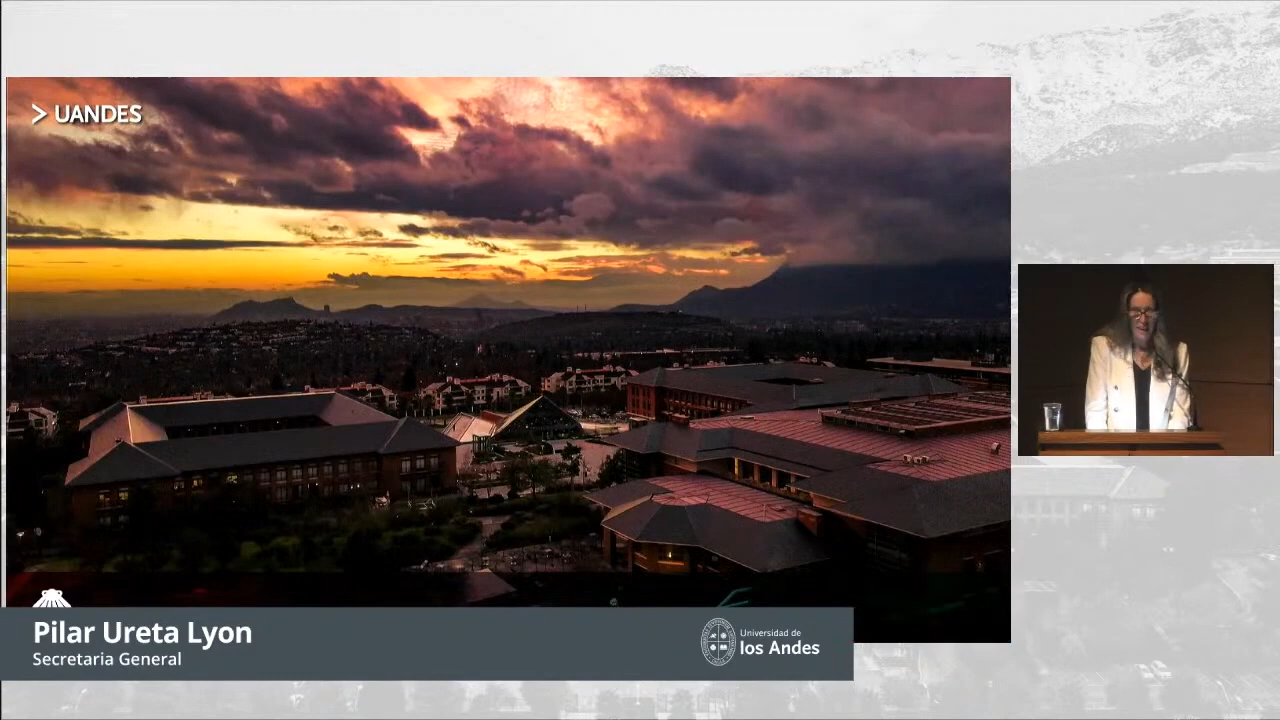 > UANDES
Pilar Ureta Lyon
Secretaria General
Universidad de
los Andes